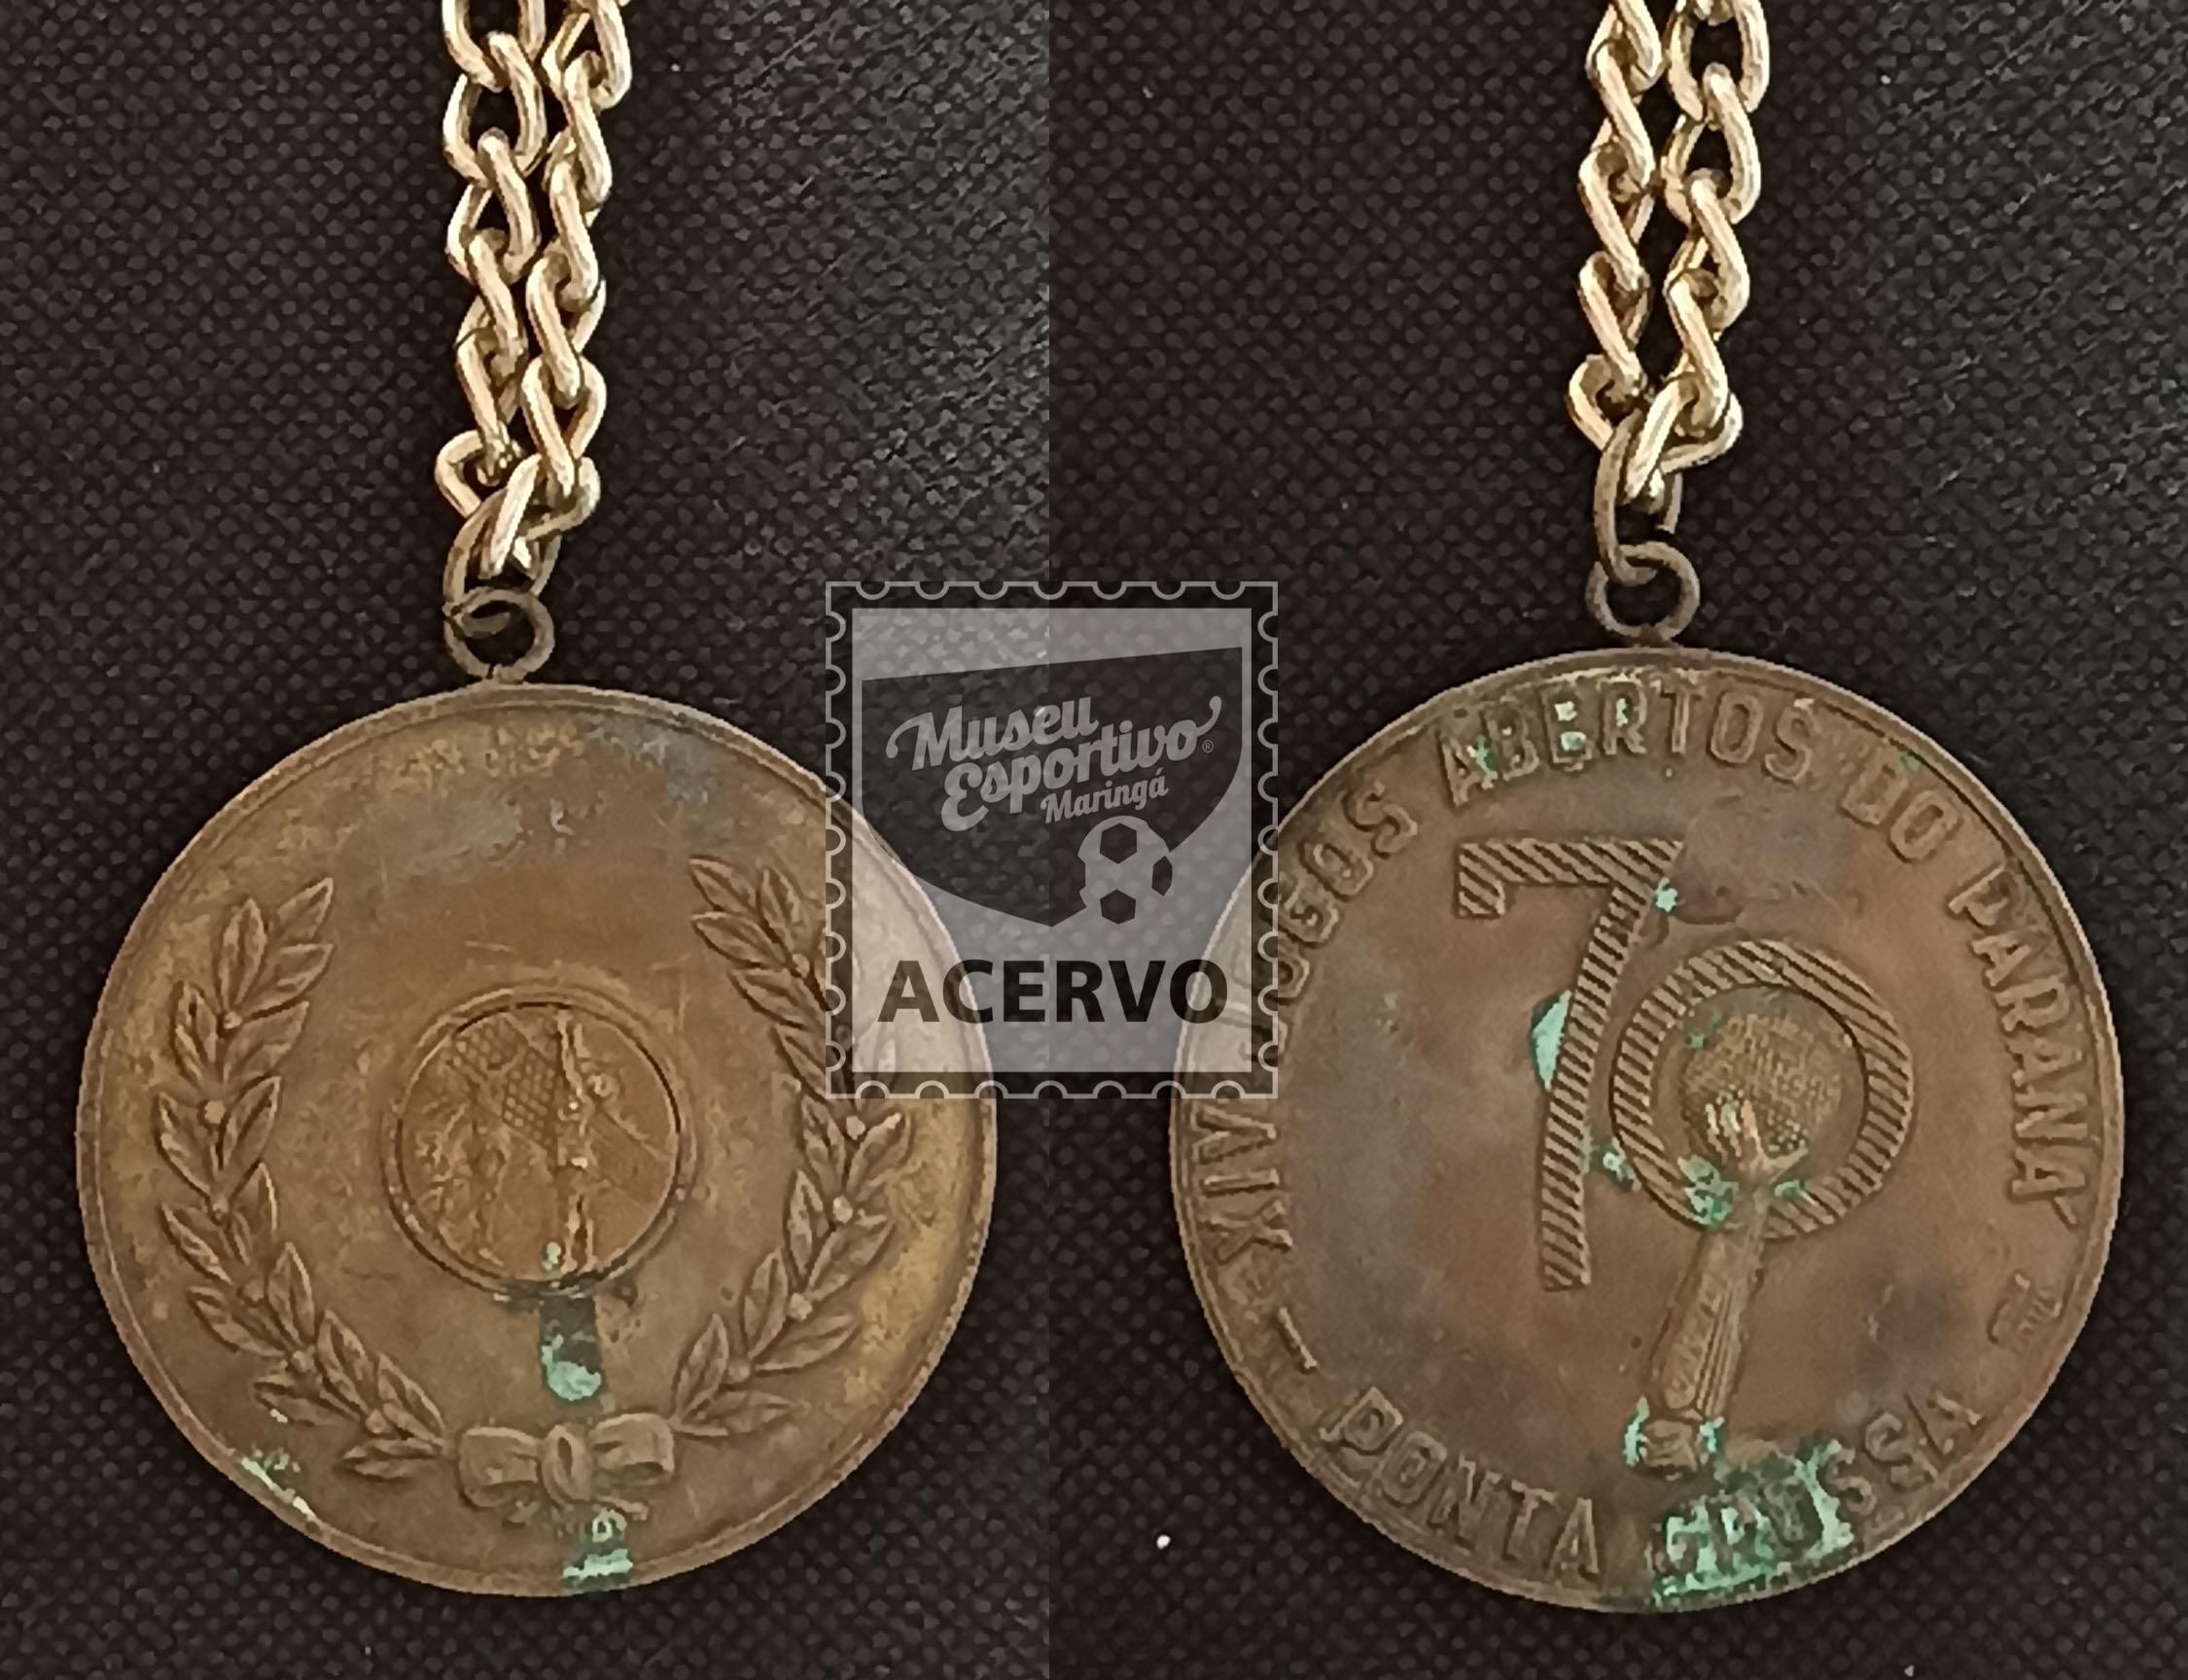 Museu
Esportivo®
Maringá
ACERVO
XIV JOGOS ABERTOS DO PARANÁ
70
– PONTA GROSSA